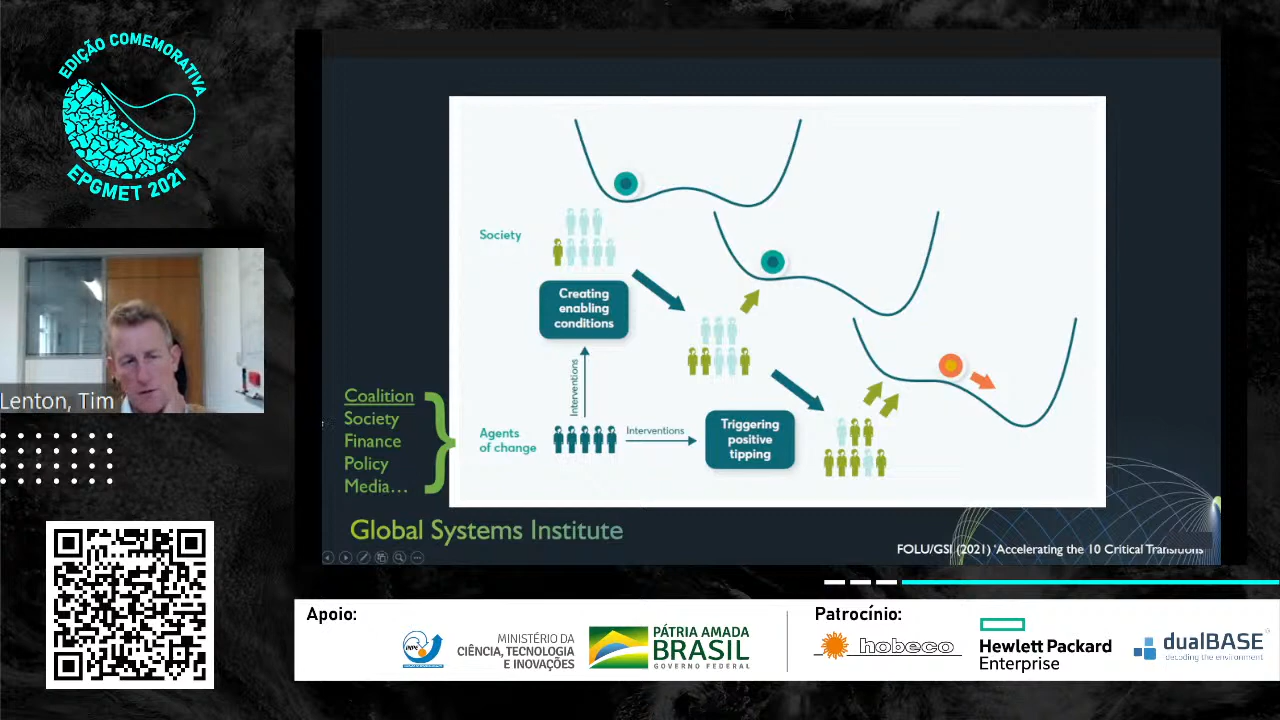 EDIÇÃO COMEMORATIVA
EPGMET 2021
Lenton, Tim
Society
Creating
enabling
conditions
Interventions
Coalition
Society
Finance
Policy
Media...
Agents
of change
Interventions
Triggering
positive
tipping
Global Systems Institute
FOLU/GSI (2021) 'Accelerating the 10 Critical Transitions'
Apoio:
INPE
MINISTÉRIO DA
CIÊNCIA, TECNOLOGIA
E INOVAÇÕES
PÁTRIA AMADA
BRASIL
GOVERNO FEDERAL
Patrocínio:
hobeco
Hewlett Packard
Enterprise
dualBASE
decoding the environment